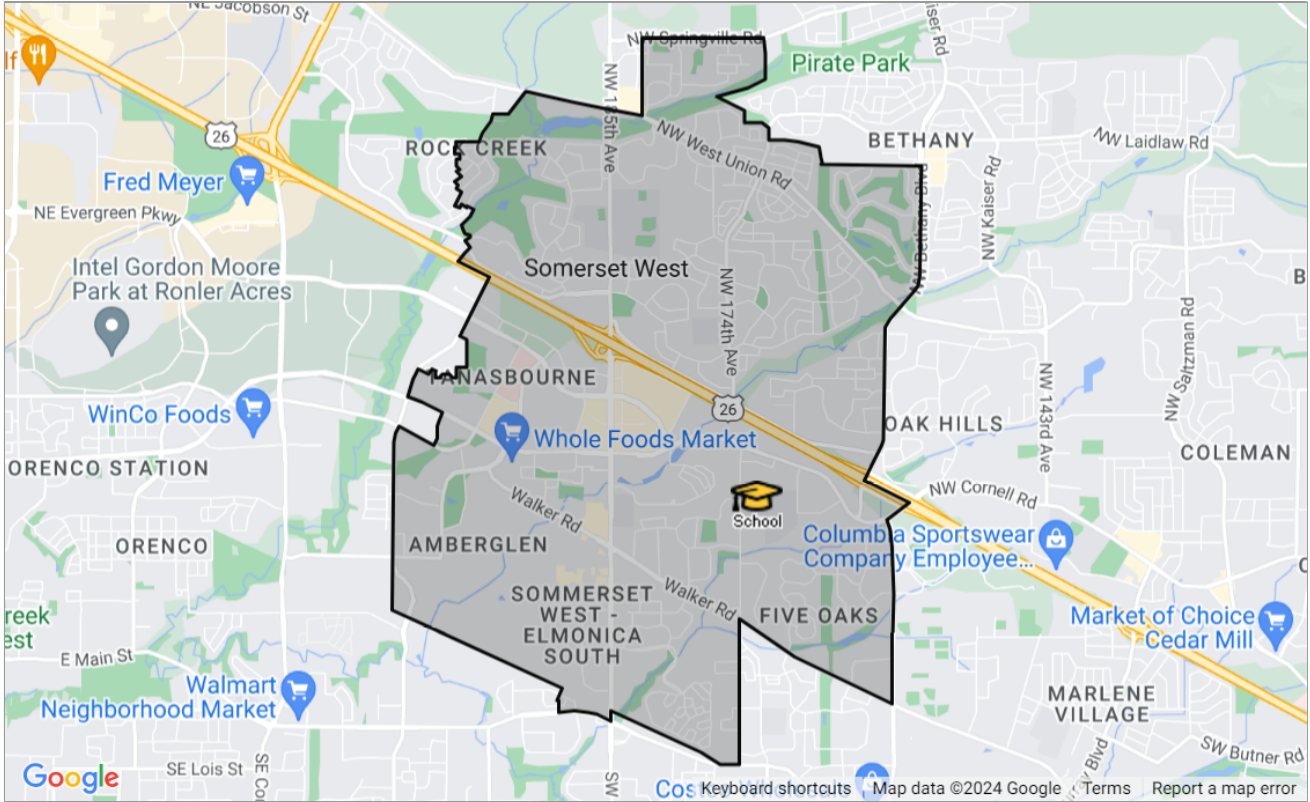 NE Jacobson St
NW Springville Rd
Pirate Park
NW 185th Ave
26
ROCK CREEK
NW West Union Rd
BETHANY
NW Laidlaw Rd
Fred Meyer
NE Evergreen Pkwy
NW Bethany Blvd
NW Kaiser Rd
Intel Gordon Moore
Park at Ronler Acres
Somerset West
NW 174th Ave
NW Saltzman Rd
TANASBOURNE
NW 143rd Ave
WinCo Foods
26
Whole Foods Market
OAK HILLS
COLEMAN
ORENCO STATION
Walker Rd
School
NW Cornell Rd
ORENCO
AMBERGLEN
Columbia Sportswear
Company Employee...
SOMMERSET
WEST -
ELMONICA
SOUTH
Walker Rd
FIVE OAKS
Market of Choice
Cedar Mill
E Main St
Walmart
Neighborhood Market
MARLENE
VILLAGE
SW Butner Rd
Google
SE Lois St
SW
Keyboard shortcuts
Map data ©2024 Google
Terms
Report a map error